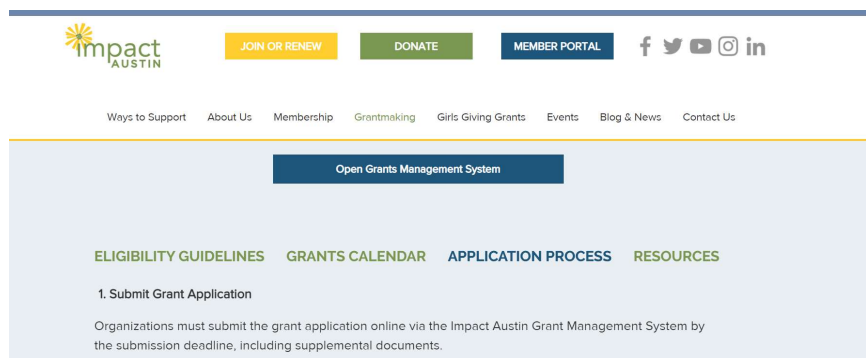 impact
AUSTIN
JOIN OR RENEW DONATE MEMBER PORTAL
Ways to Support About Us Membership Grantmaking Girls Giving Grants Events Blog & News Contact Us
Open Grants Management System
ELIGIBILITY GUIDELINES GRANTS CALENDAR APPLICATION PROCESS RESOURCES
1. Submit Grant Application
Organizations must submit the grant application online via the Impact Austin Grant Management System by
the submission deadline, including supplemental documents.